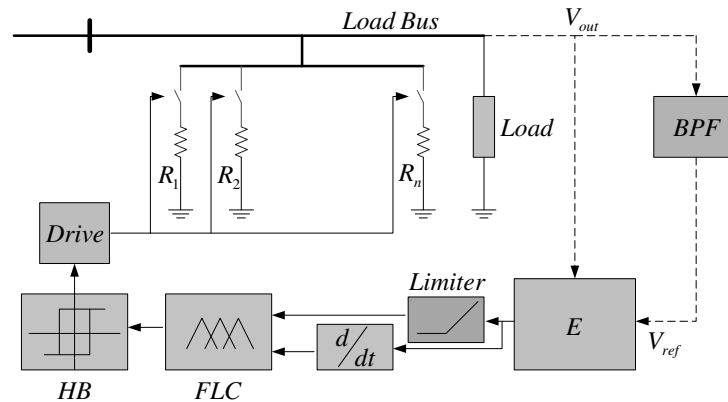 Load Bus
V_out
Load
BPF
R_1
R_2
R_n
Drive
Limiter
E
d/dt
V_ref
HB
FLC